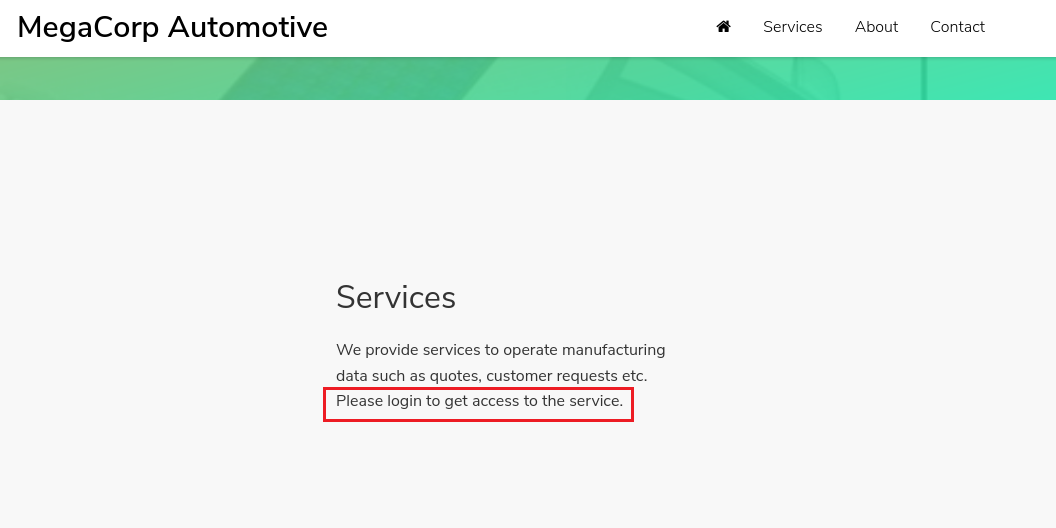 MegaCorp Automotive
Services About Contact
Services
We provide services to operate manufacturing
data such as quotes, customer requests etc.
Please login to get access to the service.